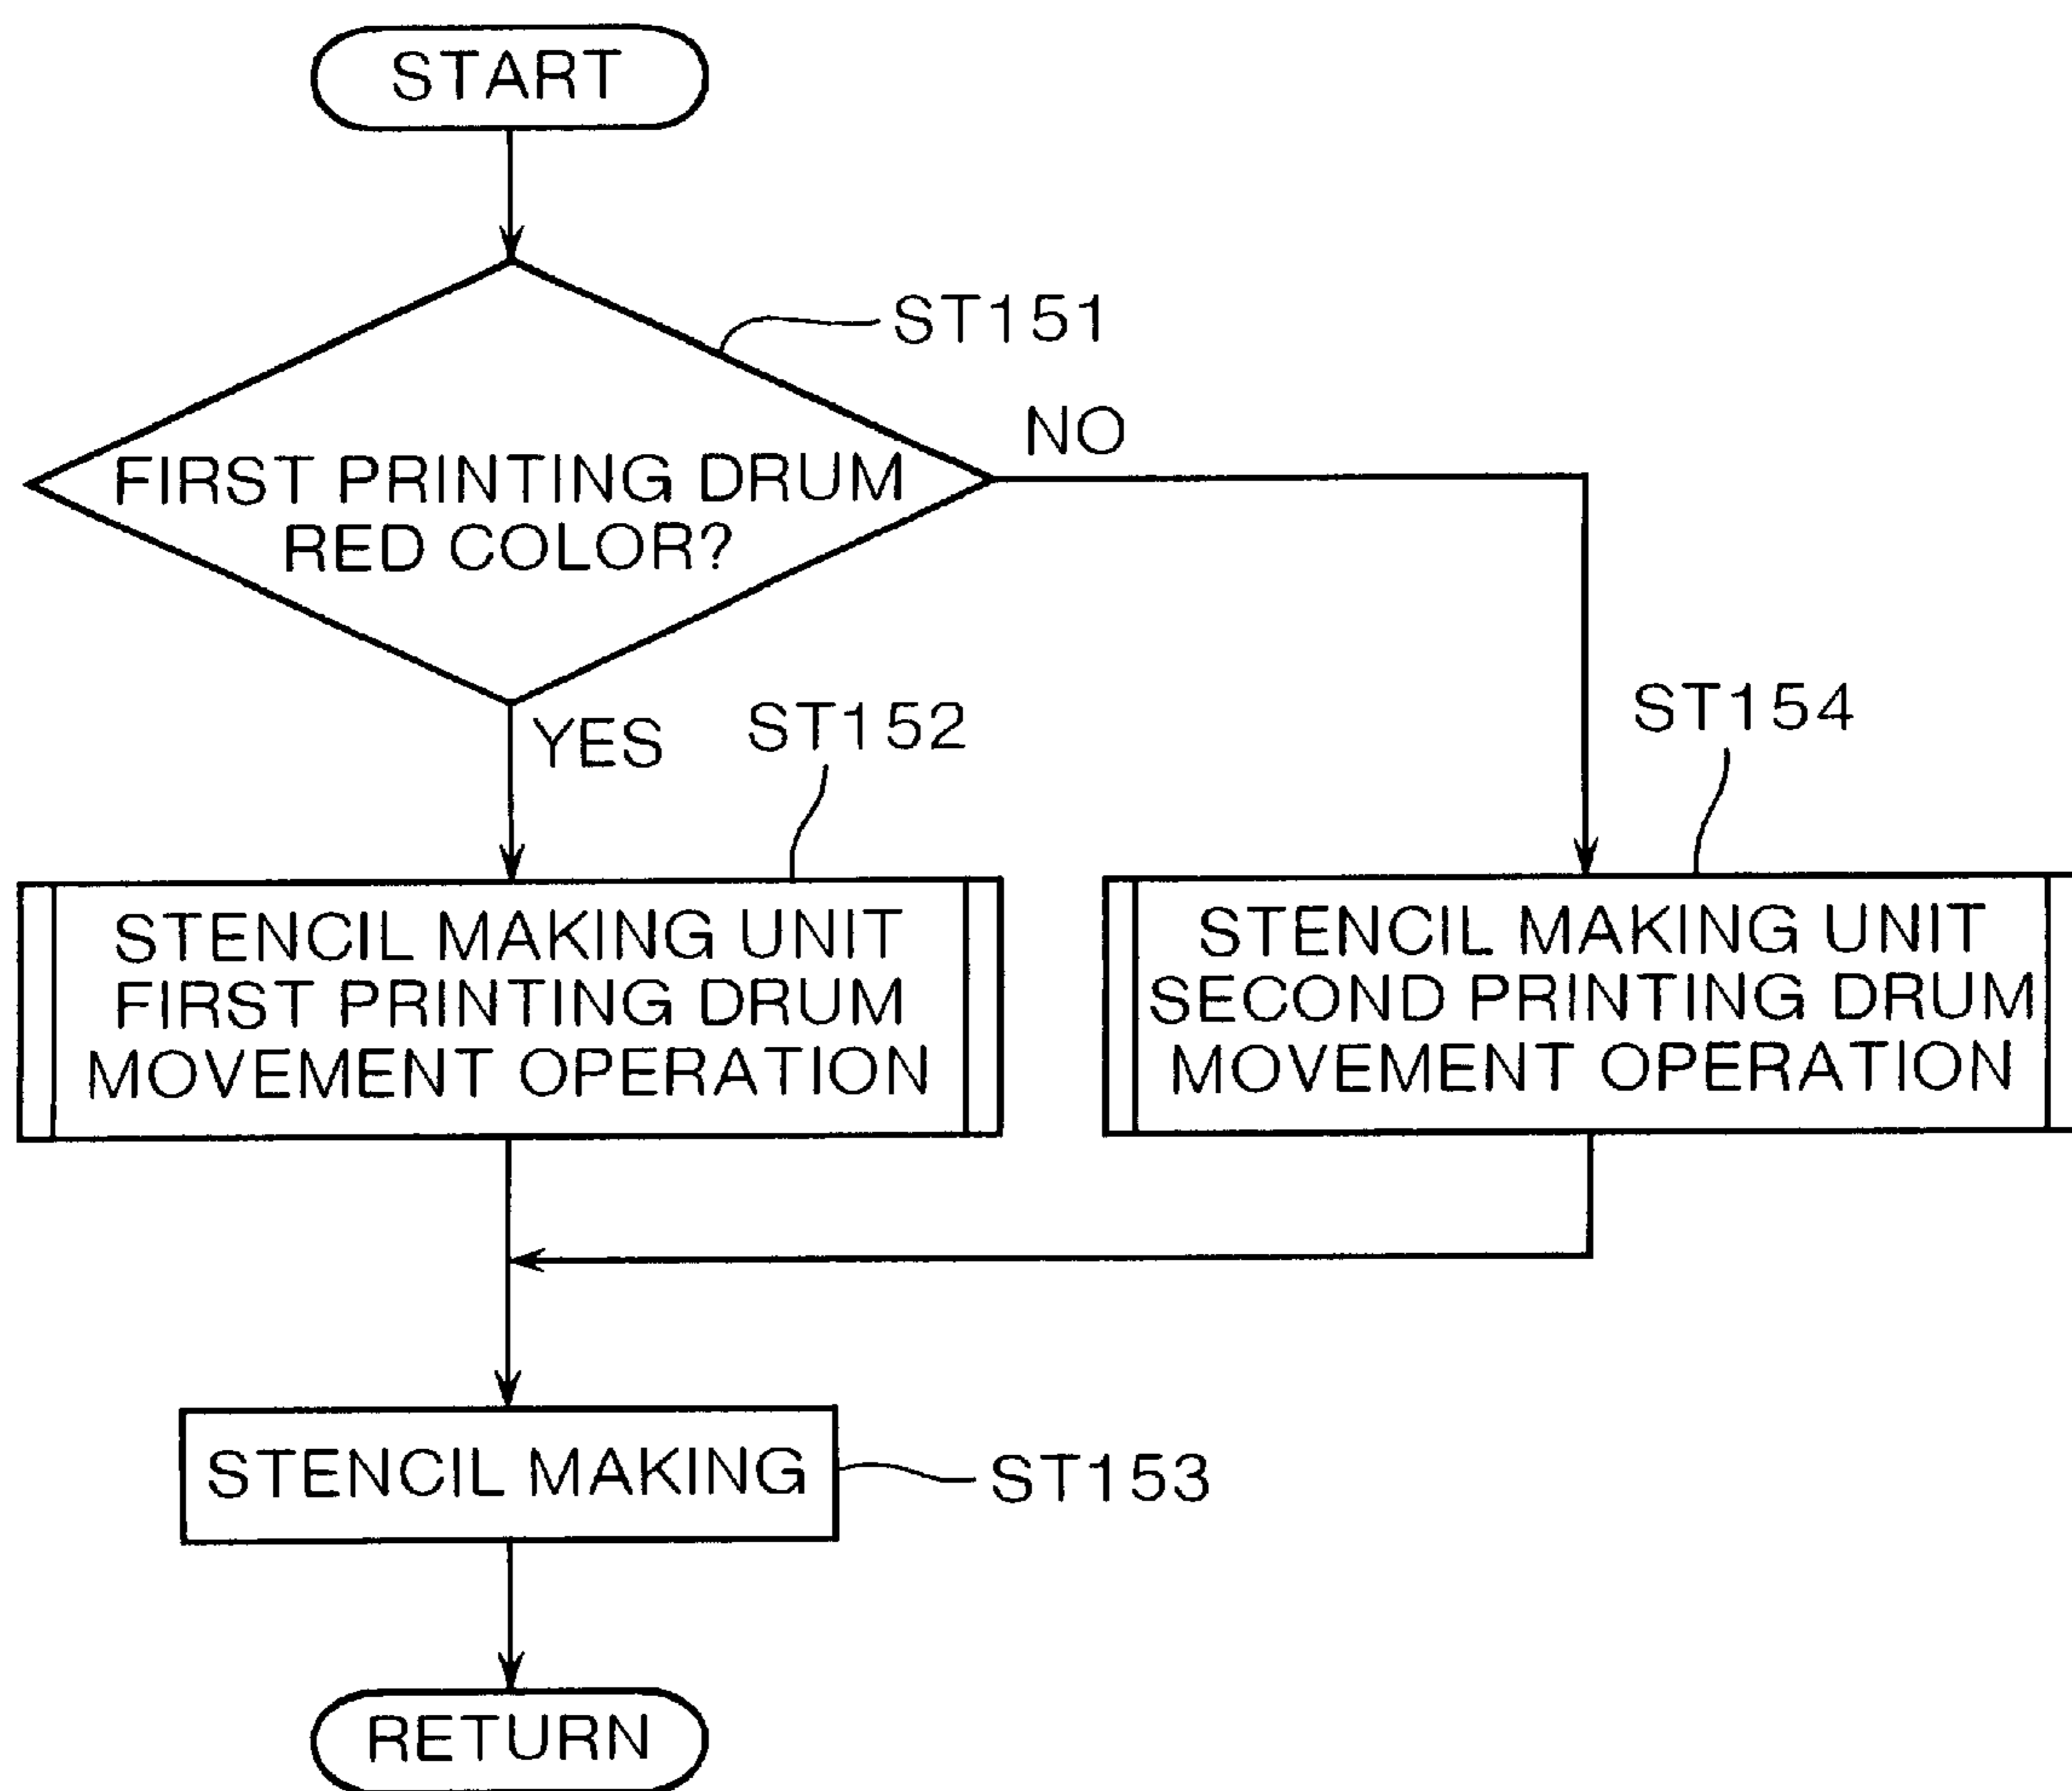 START
ST151
NO
FIRST PRINTING DRUM
RED COLOR?
YES
ST152
ST154
STENCIL MAKING UNIT
FIRST PRINTING DRUM
MOVEMENT OPERATION
STENCIL MAKING UNIT
SECOND PRINTING DRUM
MOVEMENT OPERATION
STENCIL MAKING
ST153
RETURN